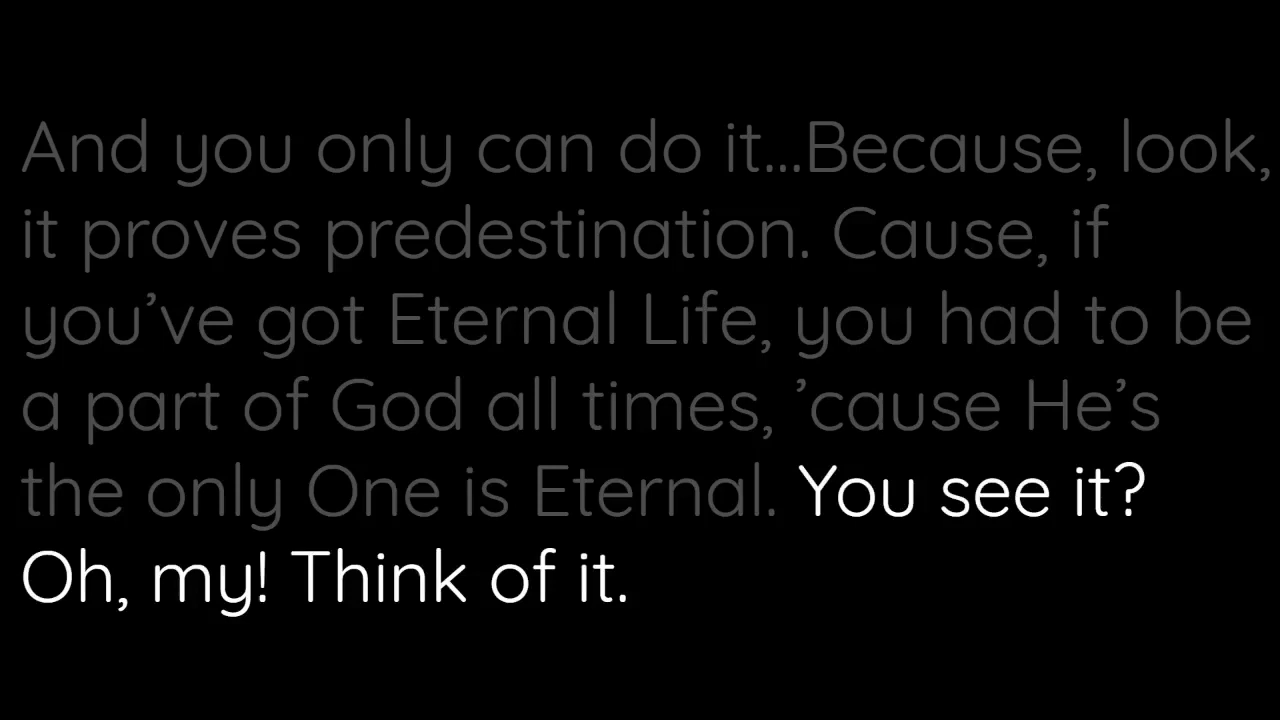 And you only can do it...Because, look,
it proves predestination. Cause, if
you’ve got Eternal Life, you had to be
a part of God all times, ’cause He’s
the only One is Eternal. You see it?
Oh, my! Think of it.